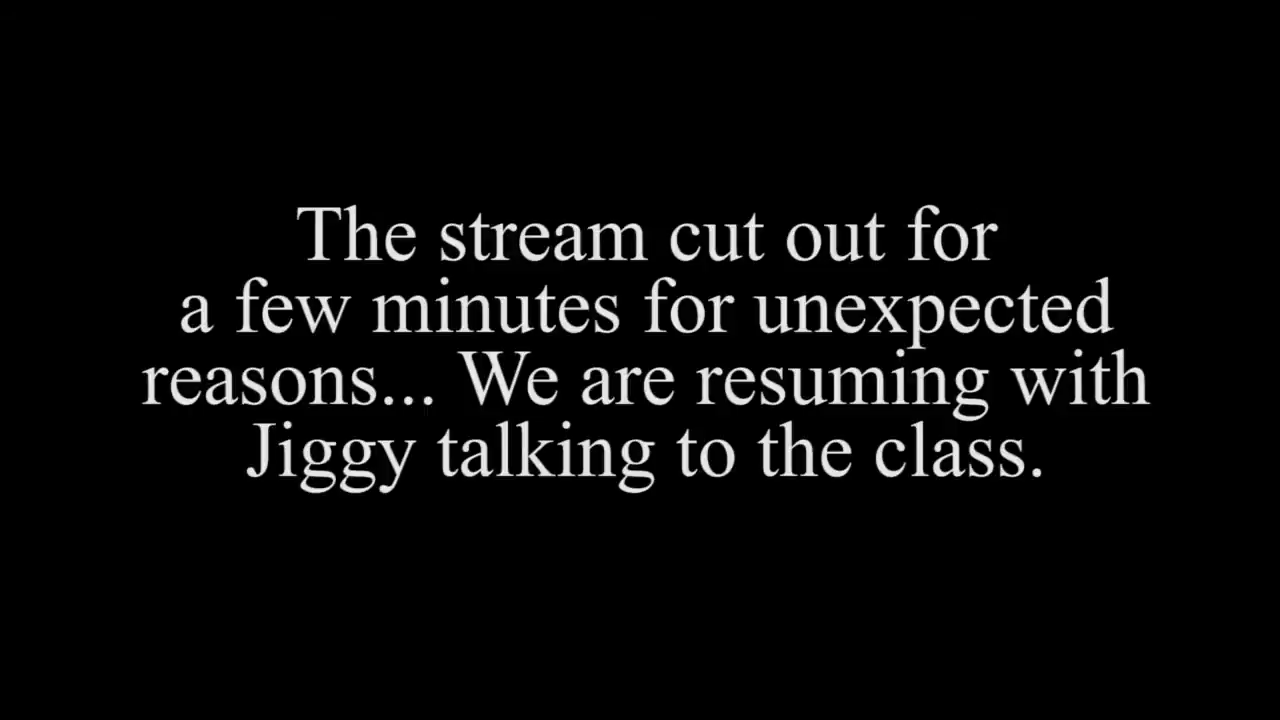 The stream cut out for
a few minutes for unexpected
reasons... We are resuming with
Jiggy talking to the class.